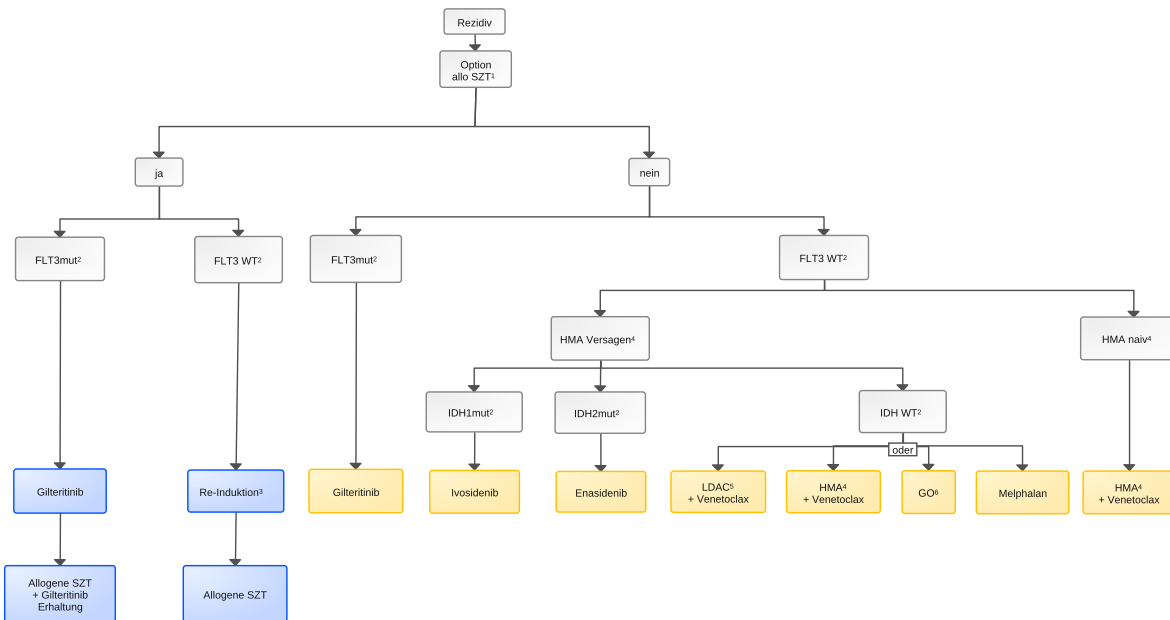 Rezidiv
Option
allo SZT¹
ja
nein
FLT3mut²
FLT3 WT²
FLT3mut²
FLT3 WT²
HMA Versagen⁴
HMA naiv⁴
IDH1mut²
IDH2mut²
IDH WT²
oder
Gilteritinib
Re-Induktion³
Gilteritinib
Ivosidenib
Enasidenib
LDAC⁵
+ Venetoclax
HMA⁴
+ Venetoclax
GO⁶
Melphalan
HMA⁴
+ Venetoclax
Allogene SZT
+ Gilteritinib
Erhaltung
Allogene SZT